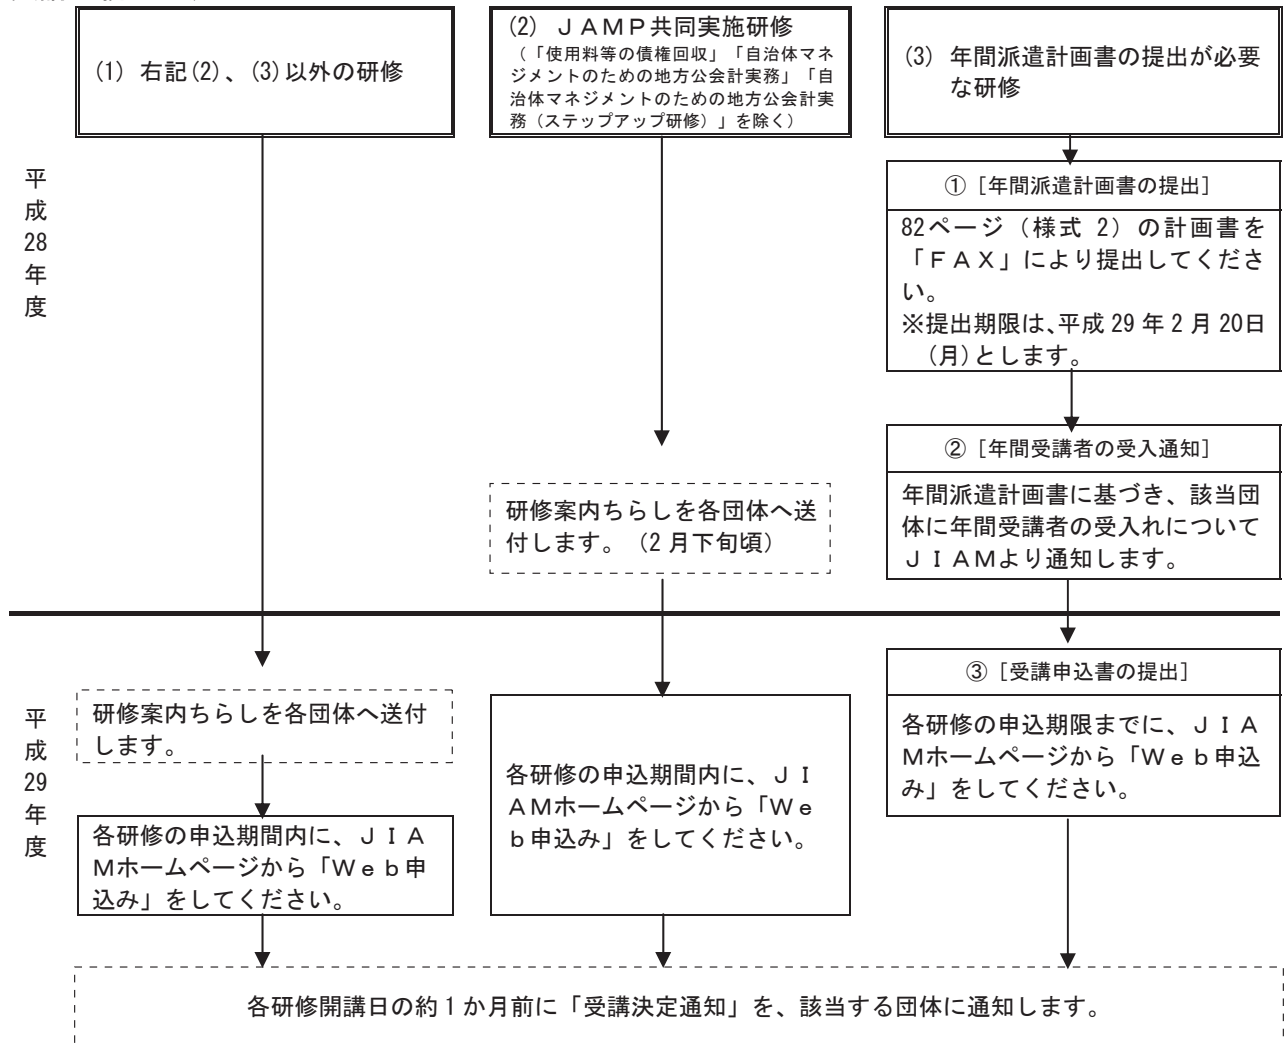 (1) 右記(2)、(3)以外の研修
(2) ＪＡＭＰ共同実施研修
（「使用料等の債権回収」「自治体マネ
ジメントのための地方公会計実務」「自
治体マネジメントのための地方公会計実
務（ステップアップ研修）」を除く）
(3) 年間派遣計画書の提出が必要
な研修
平
成
28
年
度
①［年間派遣計画書の提出］
82ページ（様式 2）の計画書を
「ＦＡＸ」により提出してくださ
い。
※提出期限は、平成 29 年 2 月 20日
(月)とします。
②［年間受講者の受入通知］
年間派遣計画書に基づき、該当団
体に年間受講者の受入れについて
ＪＩＡＭより通知します。
研修案内ちらしを各団体へ送
付します。（2 月下旬頃）
平
成
29
年
度
研修案内ちらしを各団体へ送付
します。
各研修の申込期間内に、ＪＩＡ
Ｍホームページから「Ｗｅｂ申
込み」をしてください。
各研修の申込期間内に、ＪＩ
ＡＭホームページから「Ｗｅ
ｂ申込み」をしてください。
③［受講申込書の提出］
各研修の申込期限までに、ＪＩＡ
Ｍホームページから「Ｗｅｂ申込
み」をしてください。
各研修開講日の約１か月前に「受講決定通知」を、該当する団体に通知します。